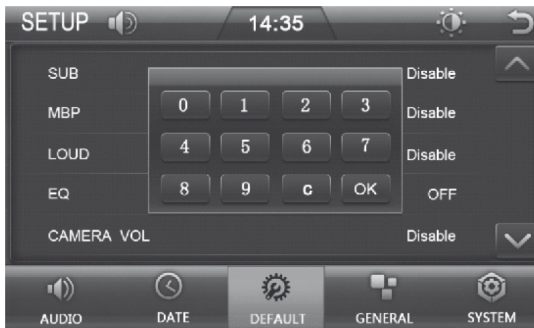 SETUP 14:35
SUB Disable
0 1 2 3
MBP Disable
4 5 6 7
LOUD Disable
8 9 C OK
EQ OFF
CAMERA VOL Disable
AUDIO DATE DEFAULT GENERAL SYSTEM